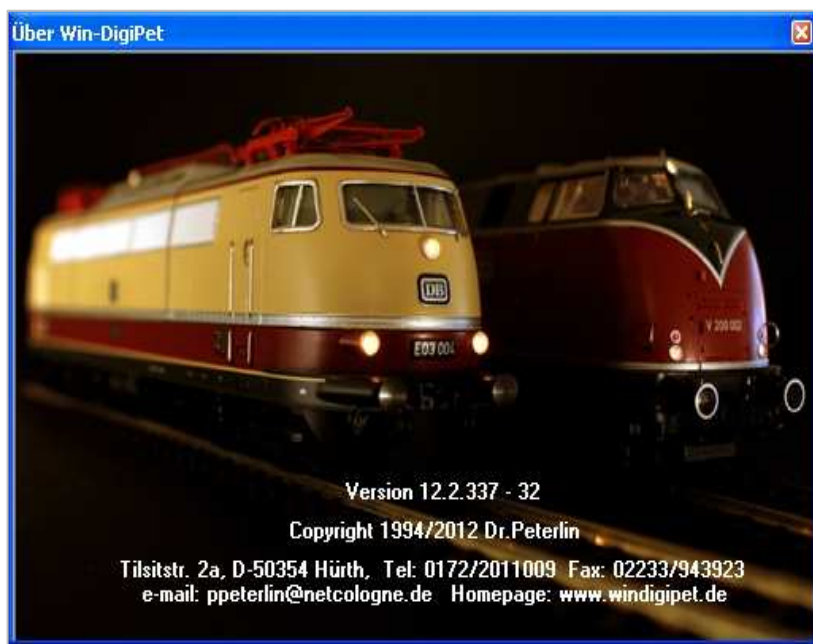 Über Win-DigiPet
DB
E03 004
V 200 002
Version 12.2.337 - 32
Copyright 1994/2012 Dr.Peterlin
Tilsitstr. 2a, D-50354 Hürth, Tel: 0172/2011009 Fax: 02233/943923
e-mail: ppeterlin@netcologne.de Homepage: www.windigipet.de